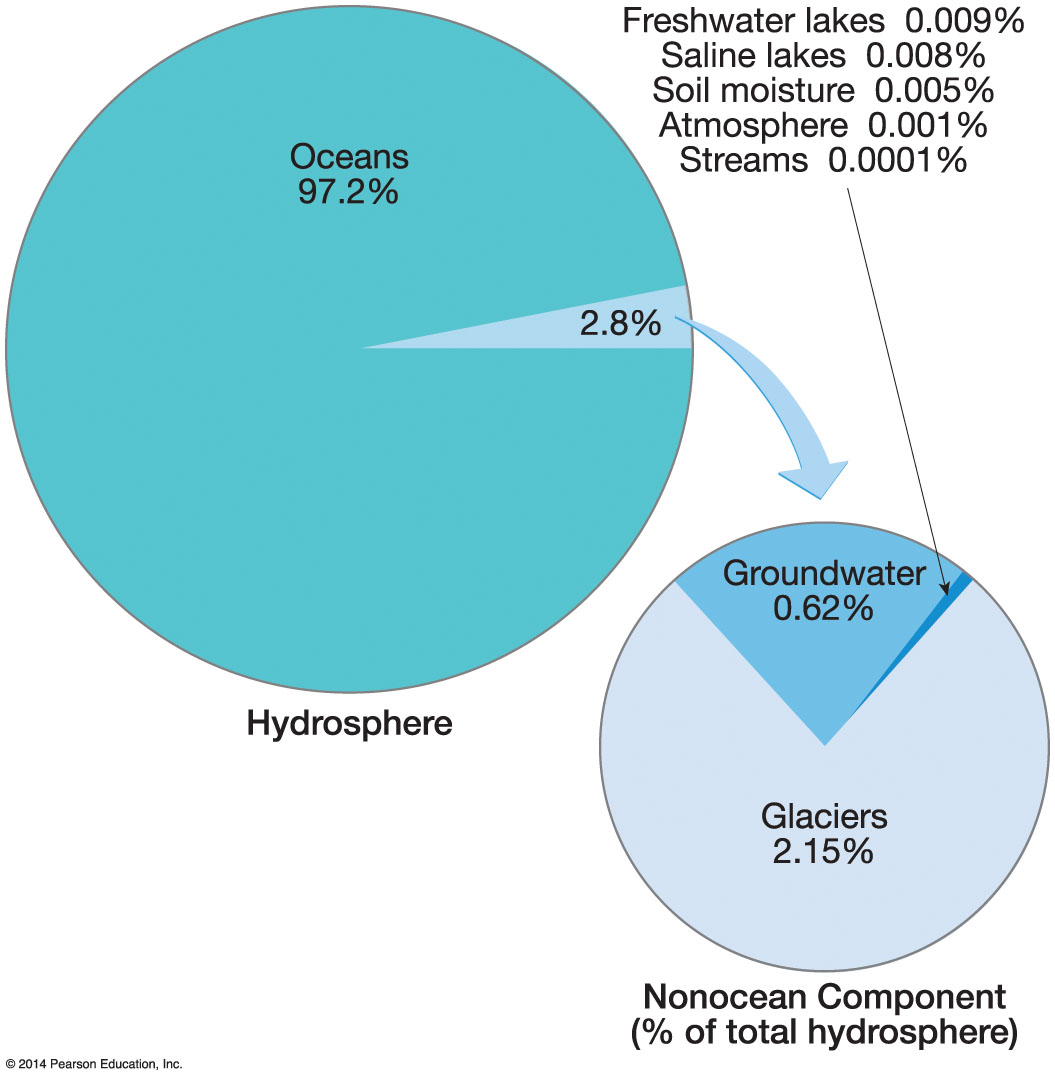 Freshwater lakes 0.009%
Saline lakes 0.008%
Soil moisture 0.005%
Atmosphere 0.001%
Streams 0.0001%
Oceans
97.2%
2.8%
Hydrosphere
Groundwater
0.62%
Glaciers
2.15%
Nonocean Component
(% of total hydrosphere)
© 2014 Pearson Education, Inc.